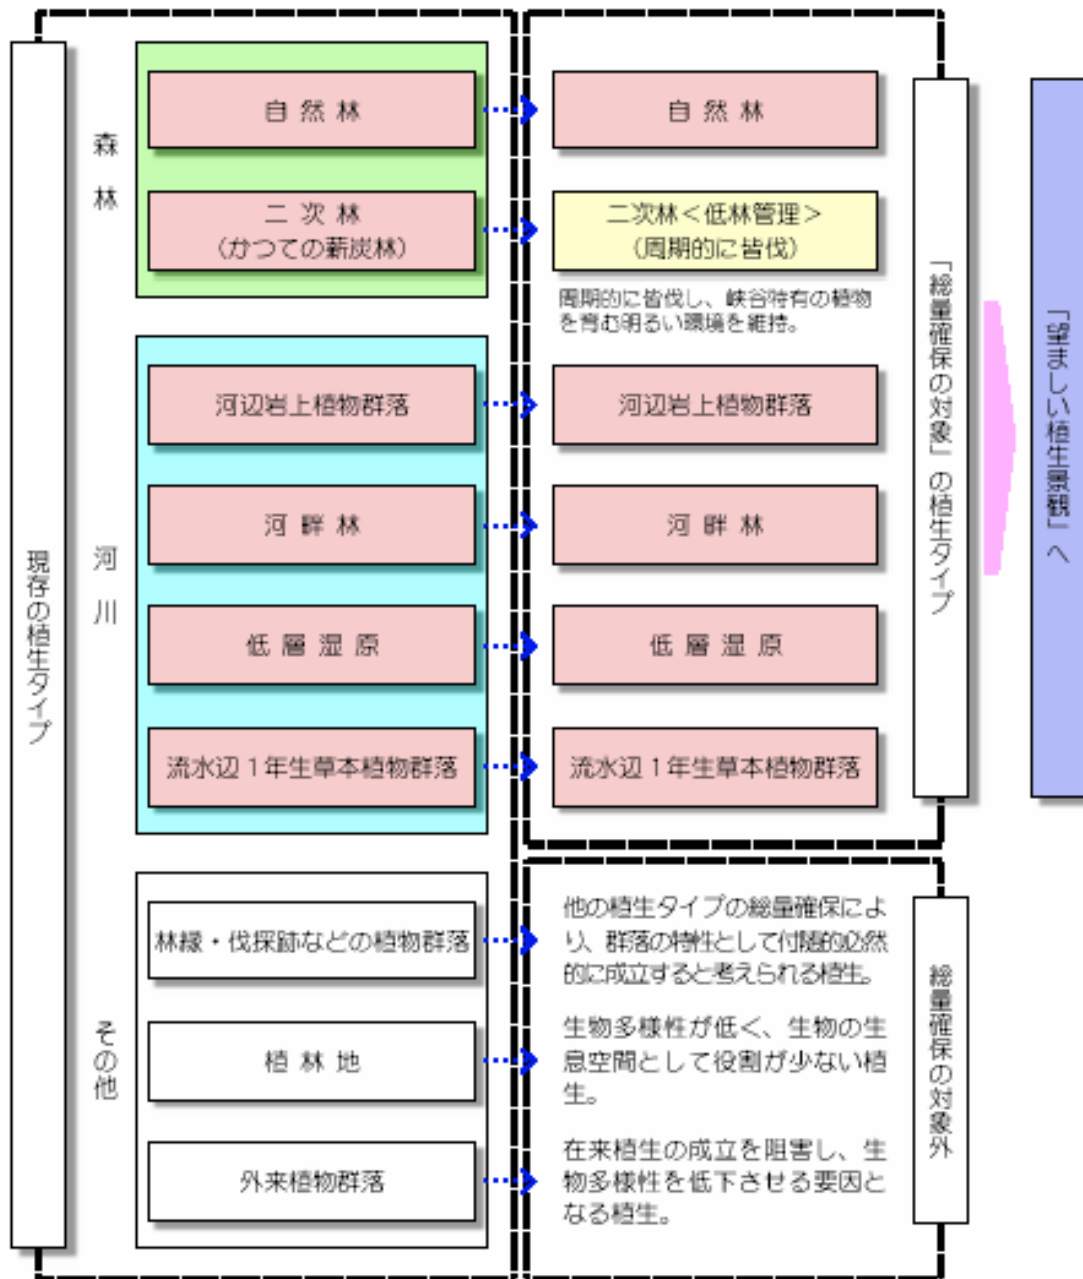 現存の植生タイプ
森林
自然林
自然林
二次林
(かつての薪炭林)
二次林<低林管理>
(周期的に皆伐)
周期的に皆伐し、峡谷特有の植物
を育む明るい環境を維持。
河川
河辺岩上植物群落
河辺岩上植物群落
河畔林
河畔林
低層湿原
低層湿原
流水辺1年生草本植物群落
流水辺1年生草本植物群落
「総量確保の対象」の植生タイプ
「望ましい植生景観」へ
その他
林縁・伐採跡などの植物群落
他の植生タイプの総量確保によ
り、群落の特性として付随的必然
的に成立すると考えられる植生。
植林地
生物多様性が低く、生物の生
息空間として役割が少ない植
生。
外来植物群落
在来植生の成立を阻害し、生
物多様性を低下させる要因と
なる植生。
総量確保の対象外